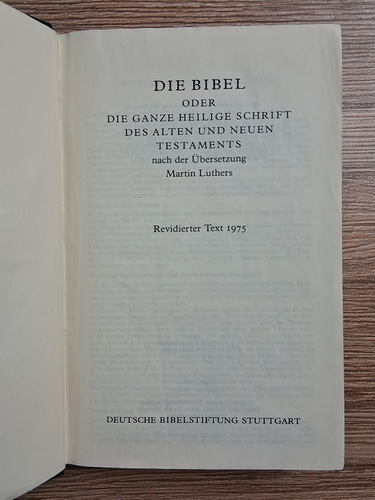 DIE BIBEL
ODER
DIE GANZE HEILIGE SCHRIFT
DES ALTEN UND NEUEN
TESTAMENTS
nach der Übersetzung
Martin Luthers
Revidierter Text 1975
DEUTSCHE BIBELSTIFTUNG STUTTGART